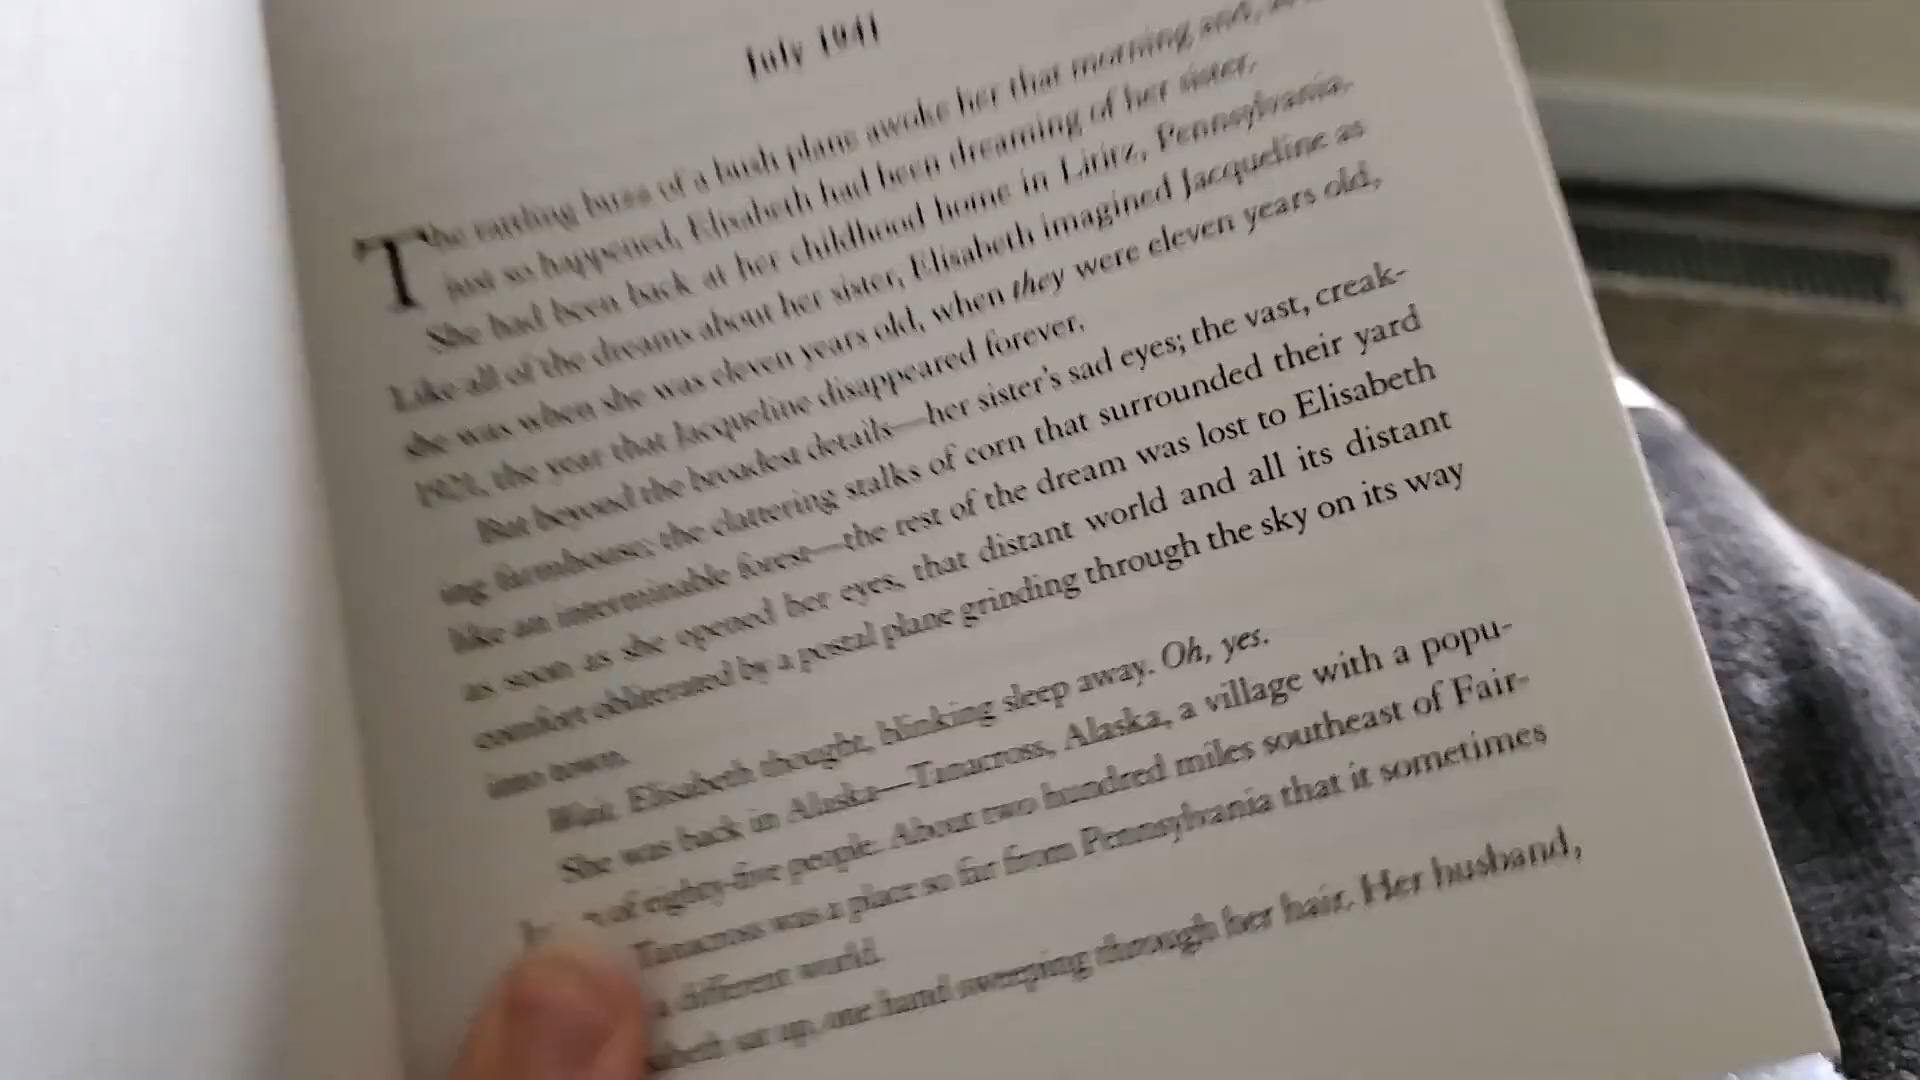 July 1941
The rattling buzz of a bush plane awoke her that morning, and,
just so happened, Elisabeth had been dreaming of her sister.
She had been back at her childhood home in Lititz, Pennsylvania.
Like all of the dreams about her sister, Elisabeth imagined Jacqueline as
she was when she was eleven years old, when they were eleven years old,
1921, the year that Jacqueline disappeared forever.
But beyond the broadest details—her sister's sad eyes; the vast, creak-
ing farmhouse; the clattering stalks of corn that surrounded their yard
like an interminable forest—the rest of the dream was lost to Elisabeth
as soon as she opened her eyes, that distant world and all its distant
comfort obliterated by a postal plane grinding through the sky on its way
into town.
Wait, Elisabeth thought, blinking sleep away. Oh, yes.
She was back in Alaska—Tanacross, Alaska, a village with a popu-
of eighty-five people. About two hundred miles southeast of Fair-
Tanacross was a place so far from Pennsylvania that it sometimes
a different world.
sat up, one hand sweeping through her hair. Her husband,